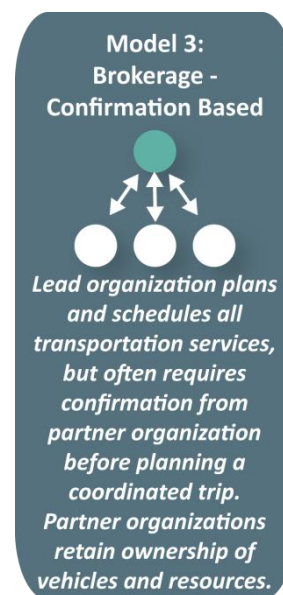 Model 3:
Brokerage -
Confirmation Based
Lead organization plans
and schedules all
transportation services,
but often requires
confirmation from
partner organization
before planning a
coordinated trip.
Partner organizations
retain ownership of
vehicles and resources.